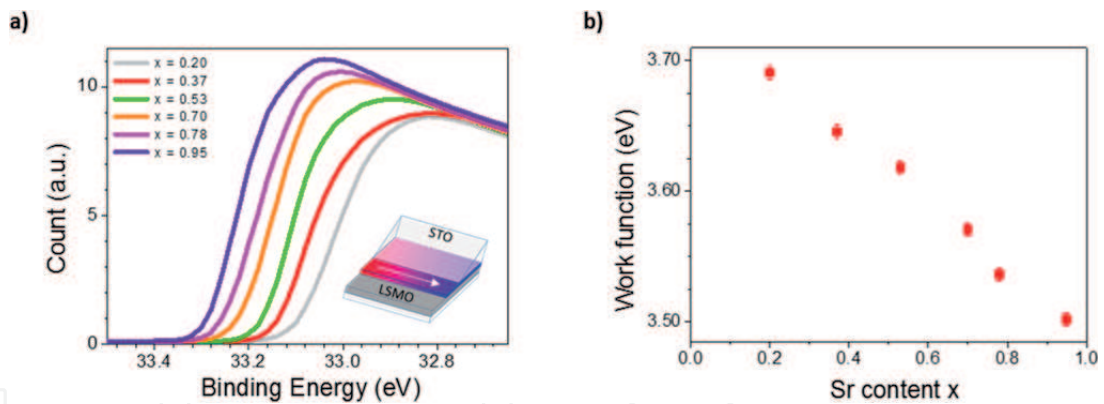 a)
x = 0.20
x = 0.37
x = 0.53
x = 0.70
x = 0.78
x = 0.95
10
5
0
Count (a.u.)
STO
LSMO
33.4 33.2 33.0 32.8
Binding Energy (eV)
b)
3.70
3.60
3.50
Work function (eV)
0.0 0.2 0.4 0.6 0.8 1.0
Sr content x